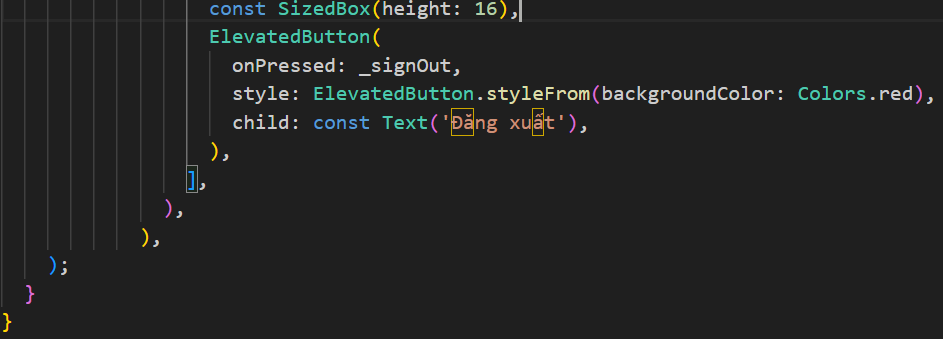 const SizedBox(height: 16),
ElevatedButton(
onPressed: _signOut,
style: ElevatedButton.styleFrom(backgroundColor: Colors.red),
child: const Text('Đăng xuất'),
),
],
),
),
);
}
}